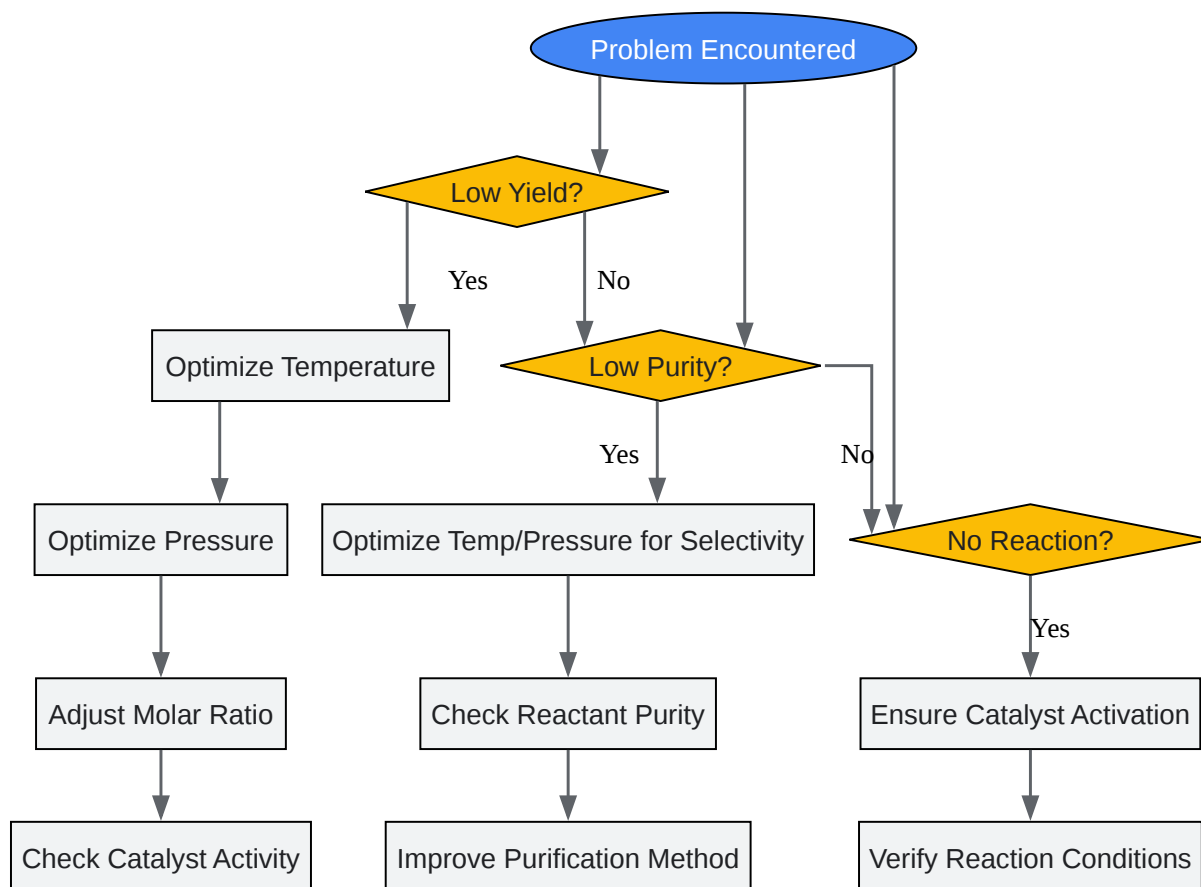 Problem Encountered
Low Yield?
Yes
No
Optimize Temperature
Low Purity?
Yes
No
Optimize Pressure
Optimize Temp/Pressure for Selectivity
No Reaction?
Yes
Adjust Molar Ratio
Check Reactant Purity
Ensure Catalyst Activation
Check Catalyst Activity
Improve Purification Method
Verify Reaction Conditions